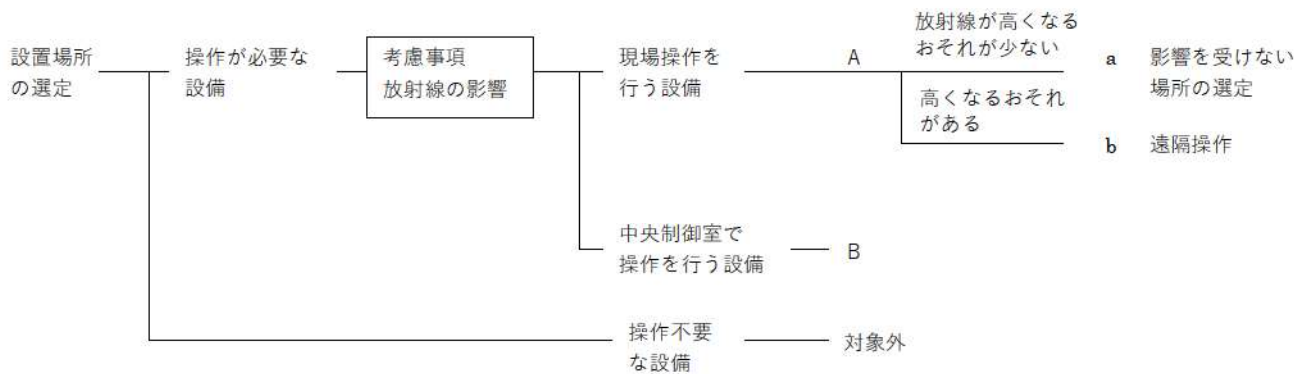 設置場所
の選定
操作が必要な
設備
考慮事項
放射線の影響
現場操作を
行う設備
A
放射線が高くなる
おそれが少ない
a
影響を受けない
場所の選定
高くなるおそれ
がある
b
遠隔操作
中央制御室で
操作を行う設備
B
操作不要
な設備
対象外